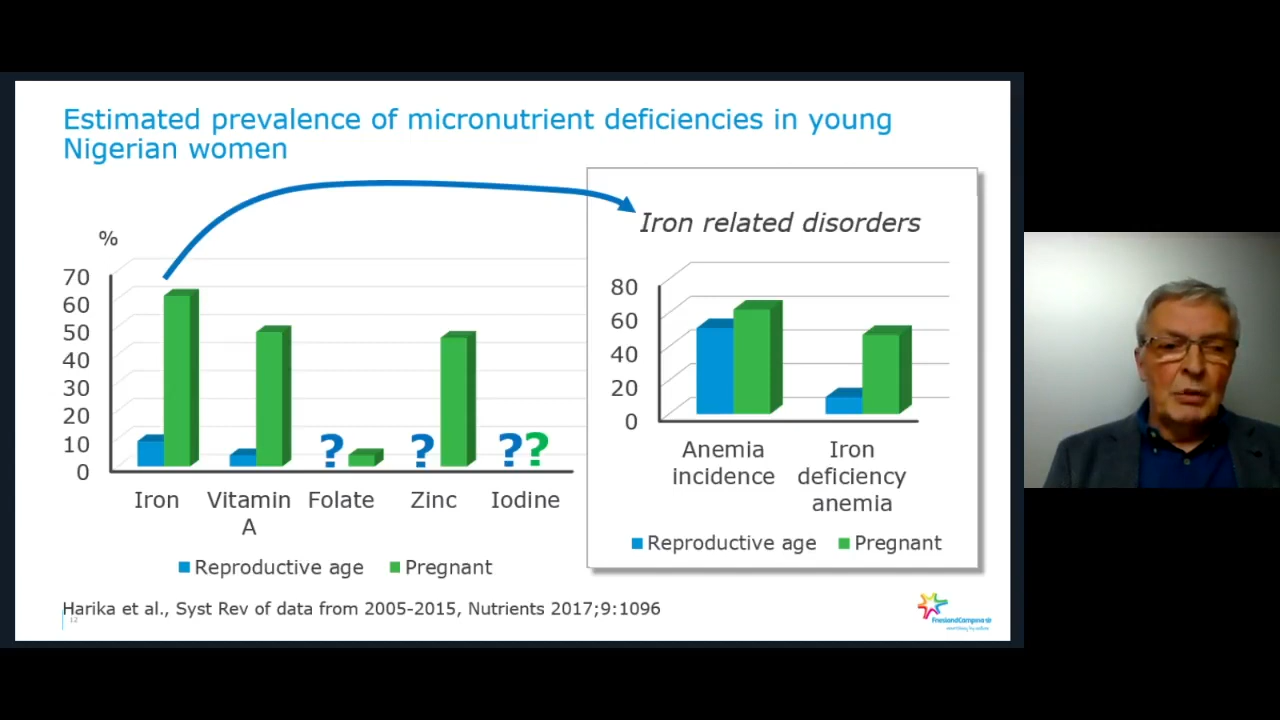 Estimated prevalence of micronutrient deficiencies in young
Nigerian women
%
70
60
50
40
30
20
10
0
? ? ??
Iron Vitamin A Folate Zinc Iodine
Reproductive age Pregnant
Iron related disorders
80
60
40
20
0
Anemia incidence
Iron deficiency anemia
Reproductive age Pregnant
Harika et al., Syst Rev of data from 2005-2015, Nutrients 2017;9:1096
12
FrieslandCampina